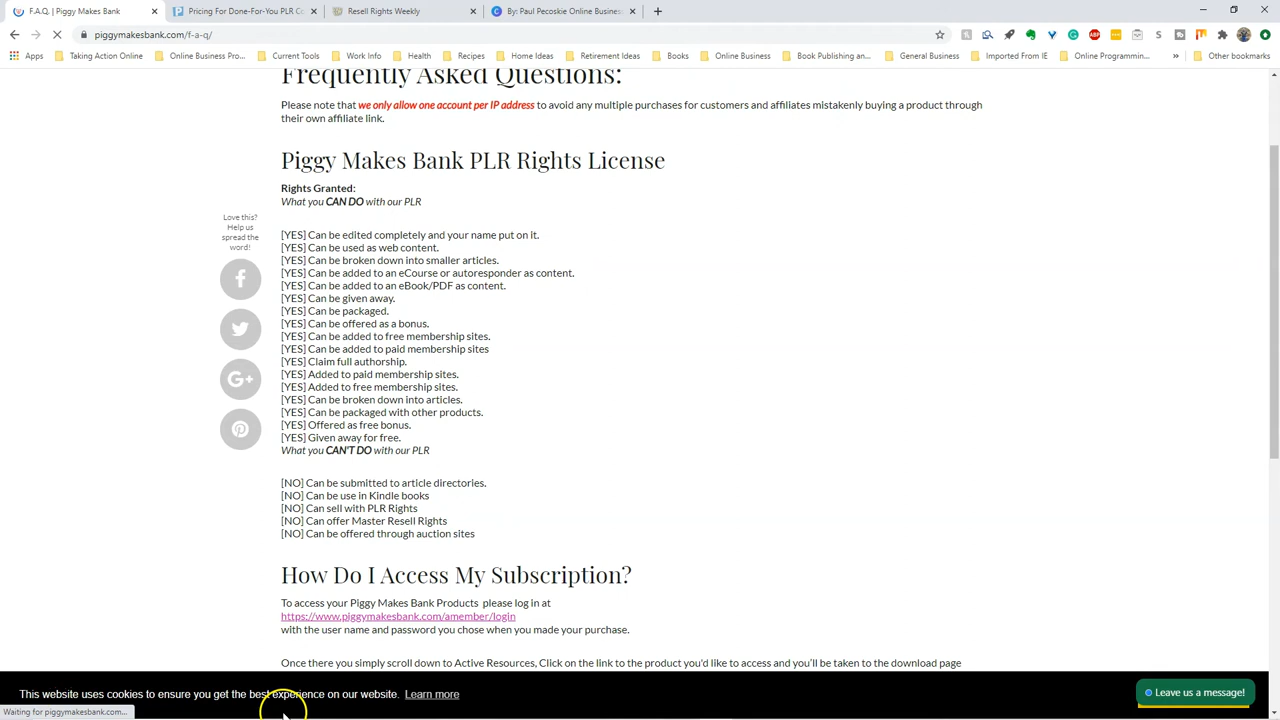 F.A.Q. | Piggy Makes Bank
Pricing For Done-For-You PLR Co
Resell Rights Weekly
By: Paul Pecoskie Online Business
piggymakesbank.com/f-a-q/
Apps
Taking Action Online
Online Business Pro...
Current Tools
Work Info
Health
Recipes
Home Ideas
Retirement Ideas
Books
Online Business
Book Publishing an...
General Business
Imported From IE
Online Programmin...
Other bookmarks
Frequently Asked Questions:
Please note that we only allow one account per IP address to avoid any multiple purchases for customers and affiliates mistakenly buying a product through
their own affiliate link.
Piggy Makes Bank PLR Rights License
Rights Granted:
What you CAN DO with our PLR
[YES] Can be edited completely and your name put on it.
[YES] Can be used as web content.
[YES] Can be broken down into smaller articles.
[YES] Can be added to an eCourse or autoresponder as content.
[YES] Can be added to an eBook/PDF as content.
[YES] Can be given away.
[YES] Can be packaged.
[YES] Can be offered as a bonus.
[YES] Can be added to free membership sites.
[YES] Can be added to paid membership sites
[YES] Claim full authorship.
[YES] Added to paid membership sites.
[YES] Added to free membership sites.
[YES] Can be broken down into articles.
[YES] Can be packaged with other products.
[YES] Offered as free bonus.
[YES] Given away for free.
What you CAN'T DO with our PLR
[NO] Can be submitted to article directories.
[NO] Can be use in Kindle books
[NO] Can sell with PLR Rights
[NO] Can offer Master Resell Rights
[NO] Can be offered through auction sites
Love this?
Help us
spread the
word!
How Do I Access My Subscription?
To access your Piggy Makes Bank Products please log in at
https://www.piggymakesbank.com/amember/login
with the user name and password you chose when you made your purchase.
Once there you simply scroll down to Active Resources, Click on the link to the product you'd like to access and you'll be taken to the download page
This website uses cookies to ensure you get the best experience on our website. Learn more
Leave us a message!
Waiting for piggymakesbank.com...